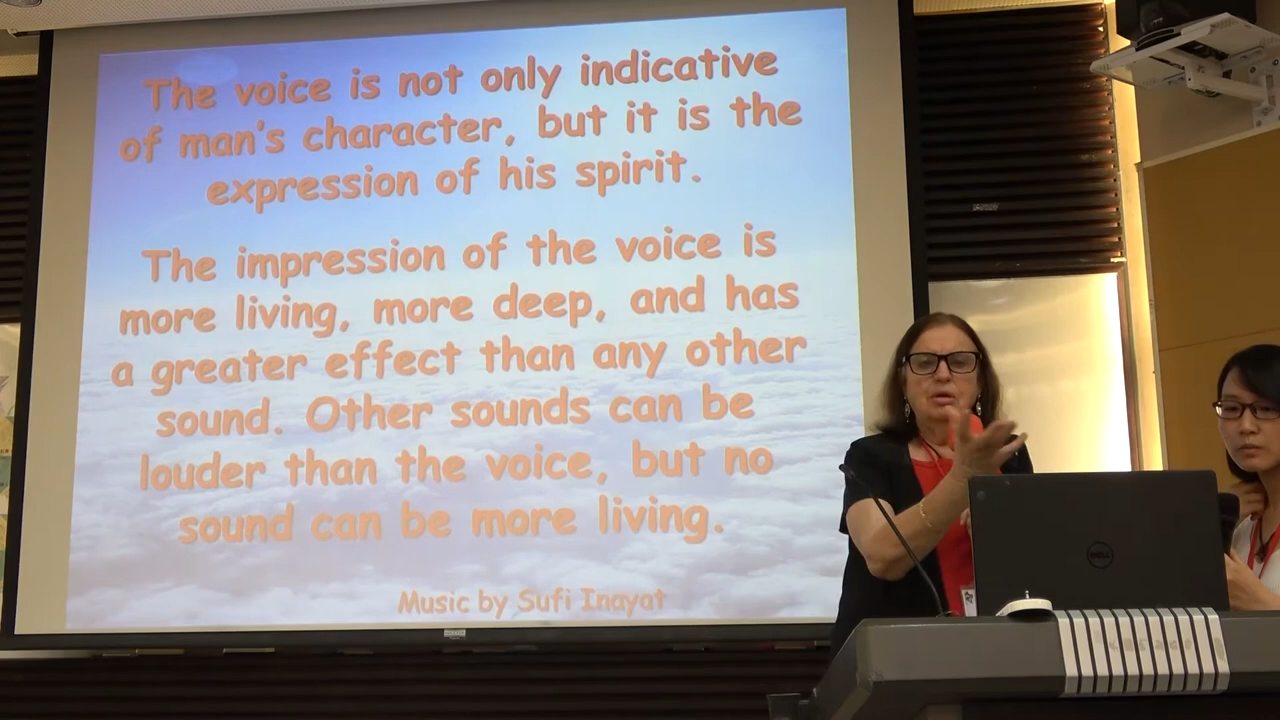 The voice is not only indicative
of man's character, but it is the
expression of his spirit.
The impression of the voice is
more living, more deep, and has
a greater effect than any other
sound. Other sounds can be
louder than the voice, but no
sound can be more living.
Music by Sufi Inayat
DELL